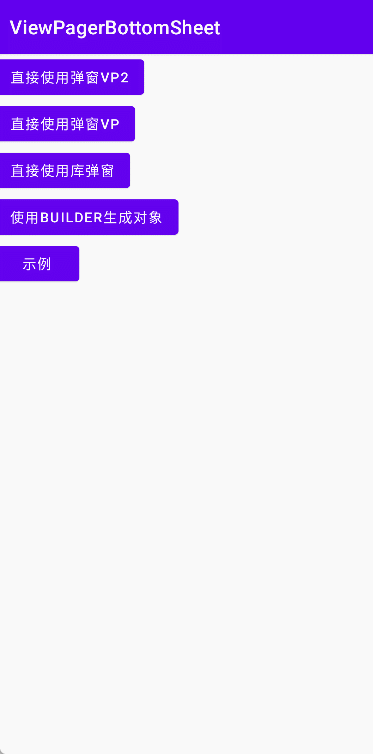 ViewPagerBottomSheet
直接使用弹窗VP2
直接使用弹窗VP
直接使用库弹窗
使用BUILDER生成对象
示例